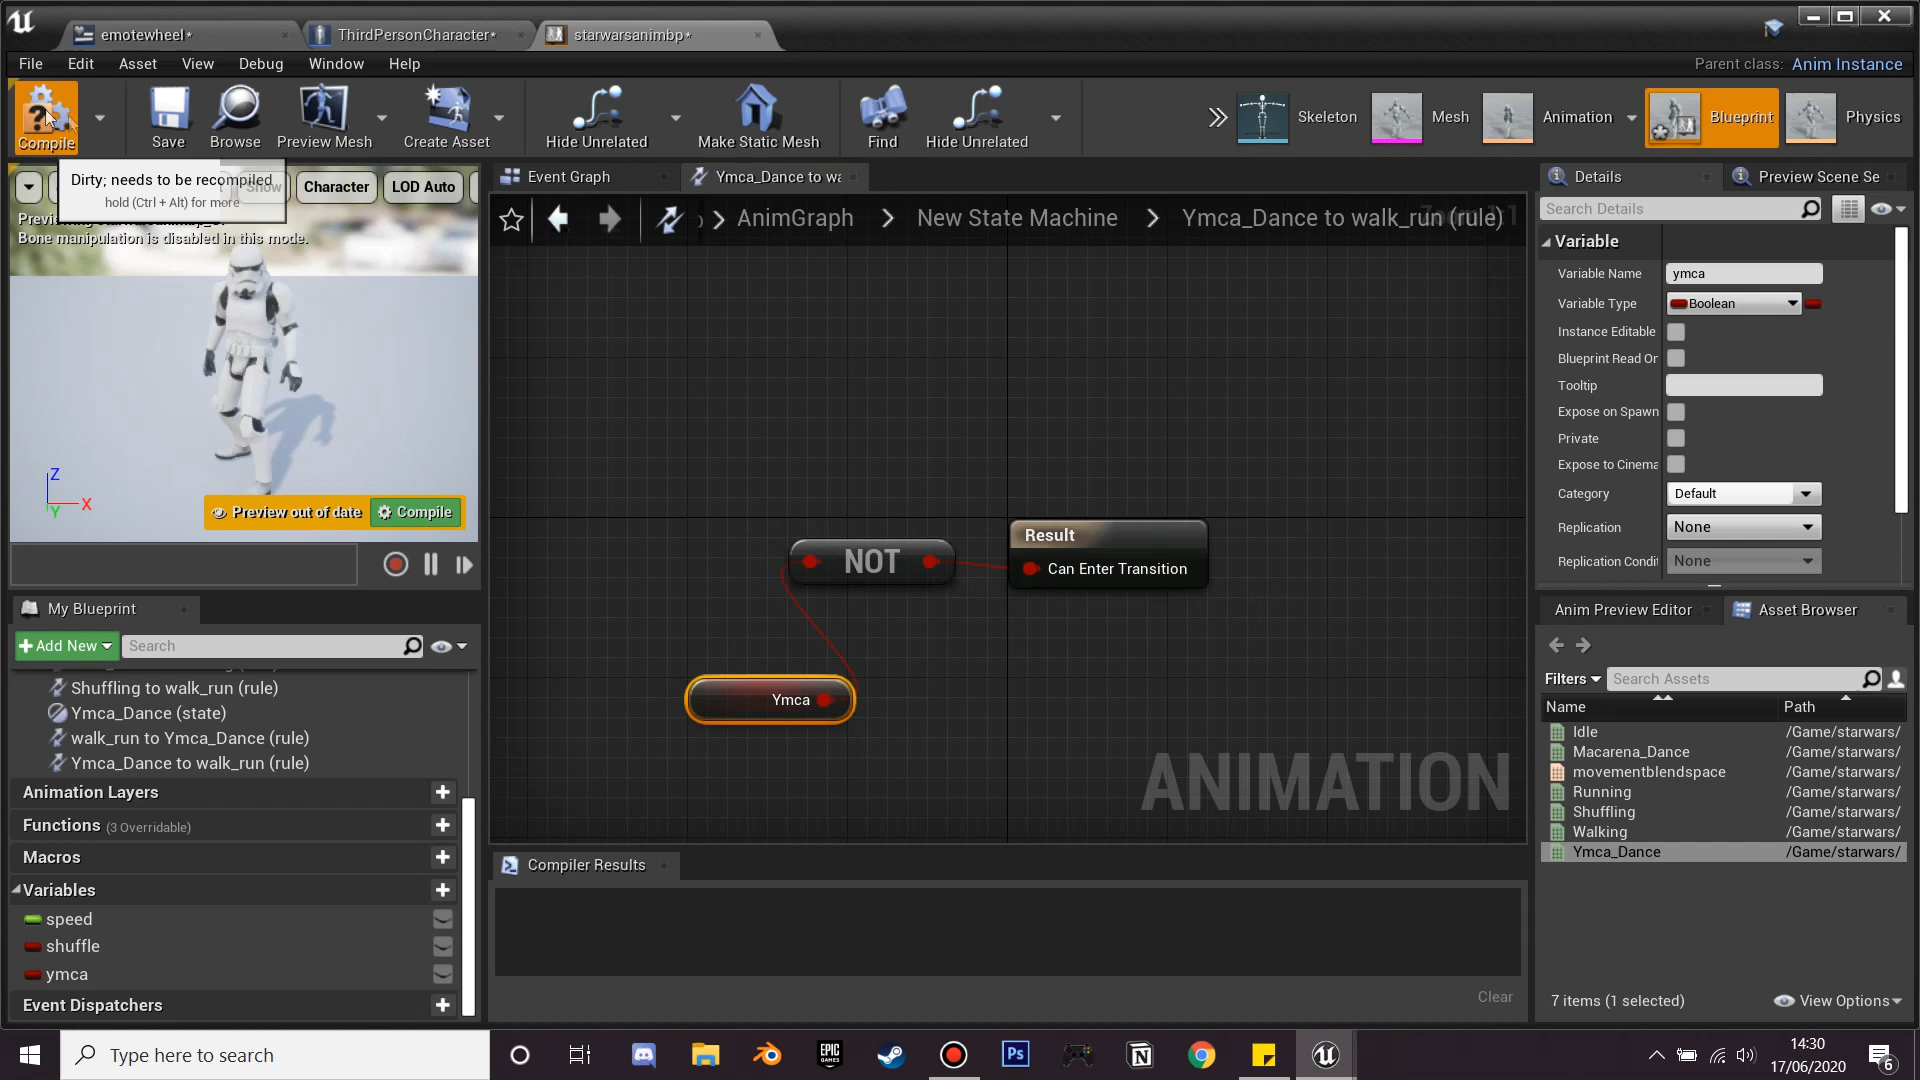 emotewheel*
ThirdPersonCharacter*
starwarsanimbp*
File Edit Asset View Debug Window Help
Parent class: Anim Instance
Compile
Save
Browse
Preview Mesh
Create Asset
Hide Unrelated
Make Static Mesh
Find
Hide Unrelated
Skeleton
Mesh
Animation
Blueprint
Physics
Dirty; needs to be recompiled
hold (Ctrl + Alt) for more
Show
Character
LOD Auto
Bone manipulation is disabled in this mode.
Z
X
Y
Preview out of date
Compile
Event Graph
Ymca_Dance to wa
AnimGraph > New State Machine > Ymca_Dance to walk_run (rule)
NOT
Result
Can Enter Transition
Ymca
ANIMATION
Compiler Results
Clear
My Blueprint
+Add New
Search
Shuffling to walk_run (rule)
Ymca_Dance (state)
walk_run to Ymca_Dance (rule)
Ymca_Dance to walk_run (rule)
Animation Layers
Functions (3 Overridable)
Macros
Variables
speed
shuffle
ymca
Event Dispatchers
Details
Preview Scene Se
Search Details
Variable
Variable Name ymca
Variable Type Boolean
Instance Editable
Blueprint Read Or
Tooltip
Expose on Spawn
Private
Expose to Cinema
Category Default
Replication None
Replication Condit None
Anim Preview Editor
Asset Browser
Filters
Search Assets
Name Path
Idle /Game/starwars/
Macarena_Dance /Game/starwars/
movementblendspace /Game/starwars/
Running /Game/starwars/
Shuffling /Game/starwars/
Walking /Game/starwars/
Ymca_Dance /Game/starwars/
7 items (1 selected)
View Options
Type here to search
EPIC
GAMES
Ps
14:30
17/06/2020
6